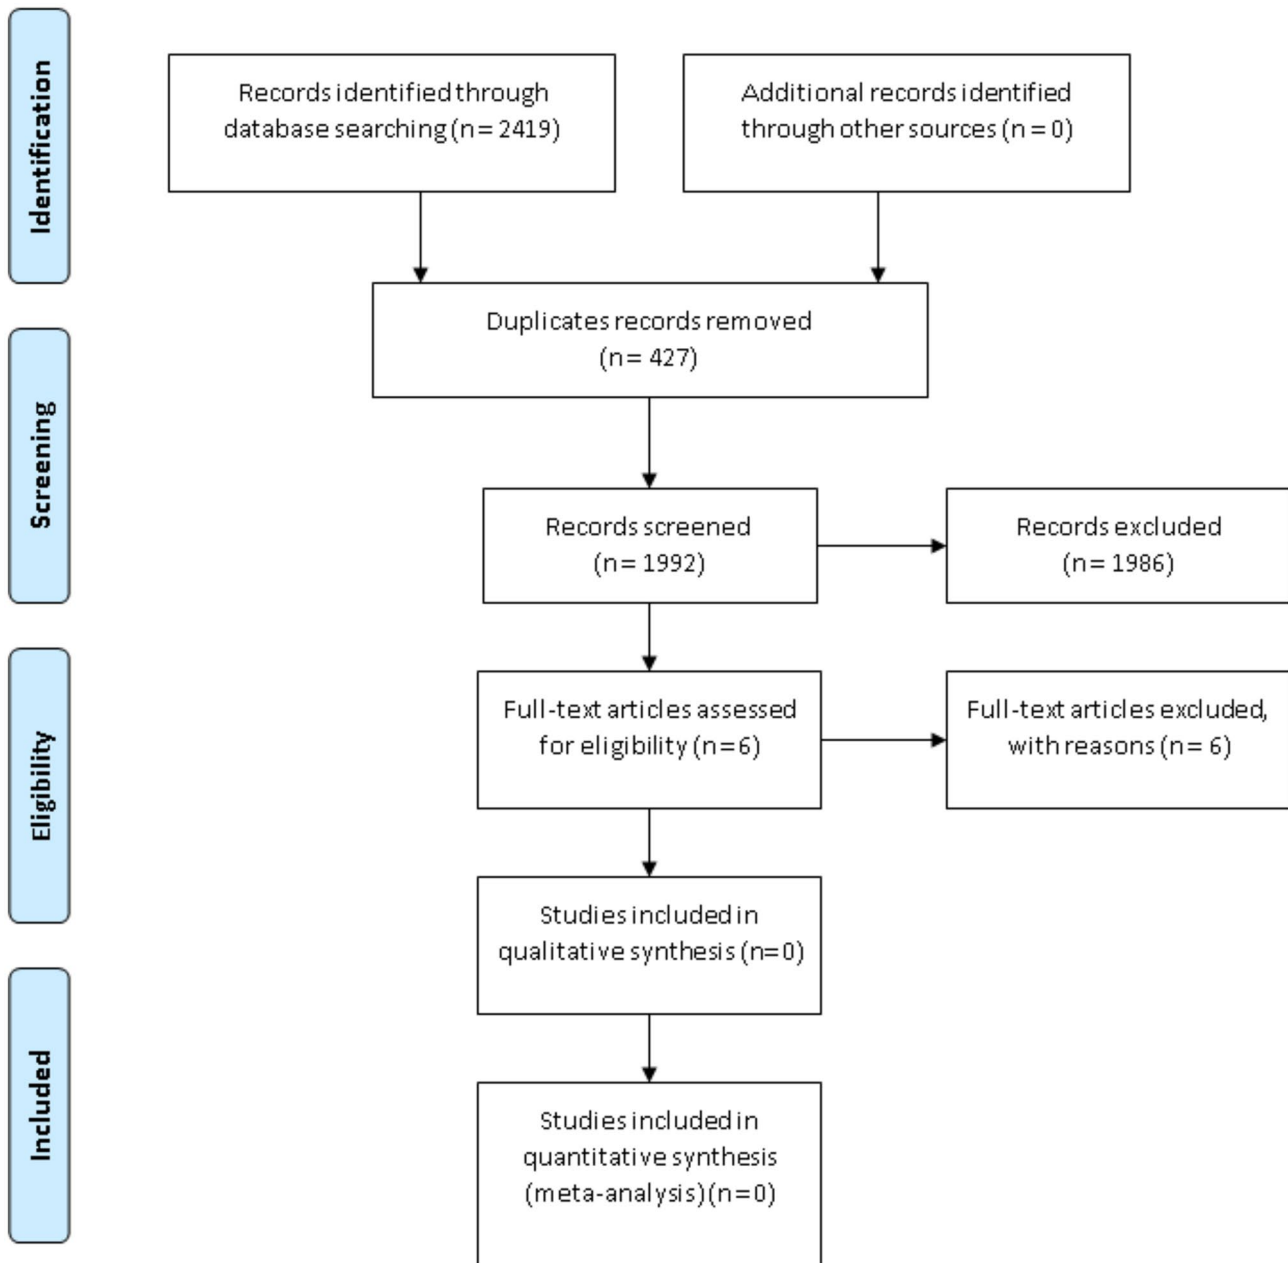 Identification
Records identified through
database searching (n= 2419)
Additional records identified
through other sources (n = 0)
Duplicates records removed
(n= 427)
Screening
Records screened
(n= 1992)
Records excluded
(n= 1986)
Eligibility
Full-text articles assessed
for eligibility (n=6)
Full-text articles excluded,
with reasons (n= 6)
Studies included in
qualitative synthesis (n=0)
Included
Studies included in
quantitative synthesis
(meta-analysis) (n=0)